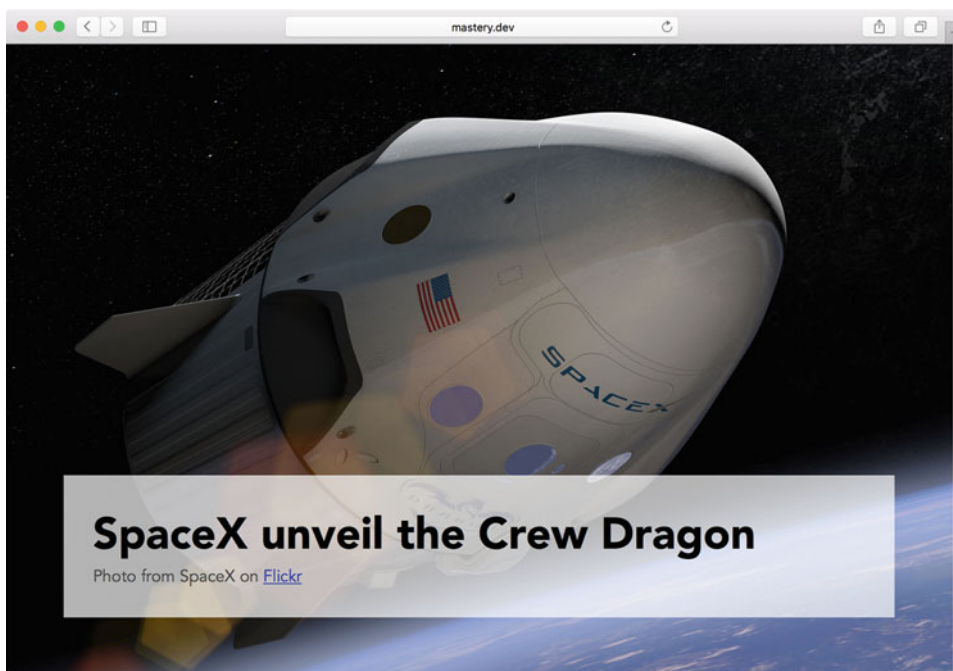 mastery.dev
SPACEX
SpaceX unveil the Crew Dragon
Photo from SpaceX on Flickr